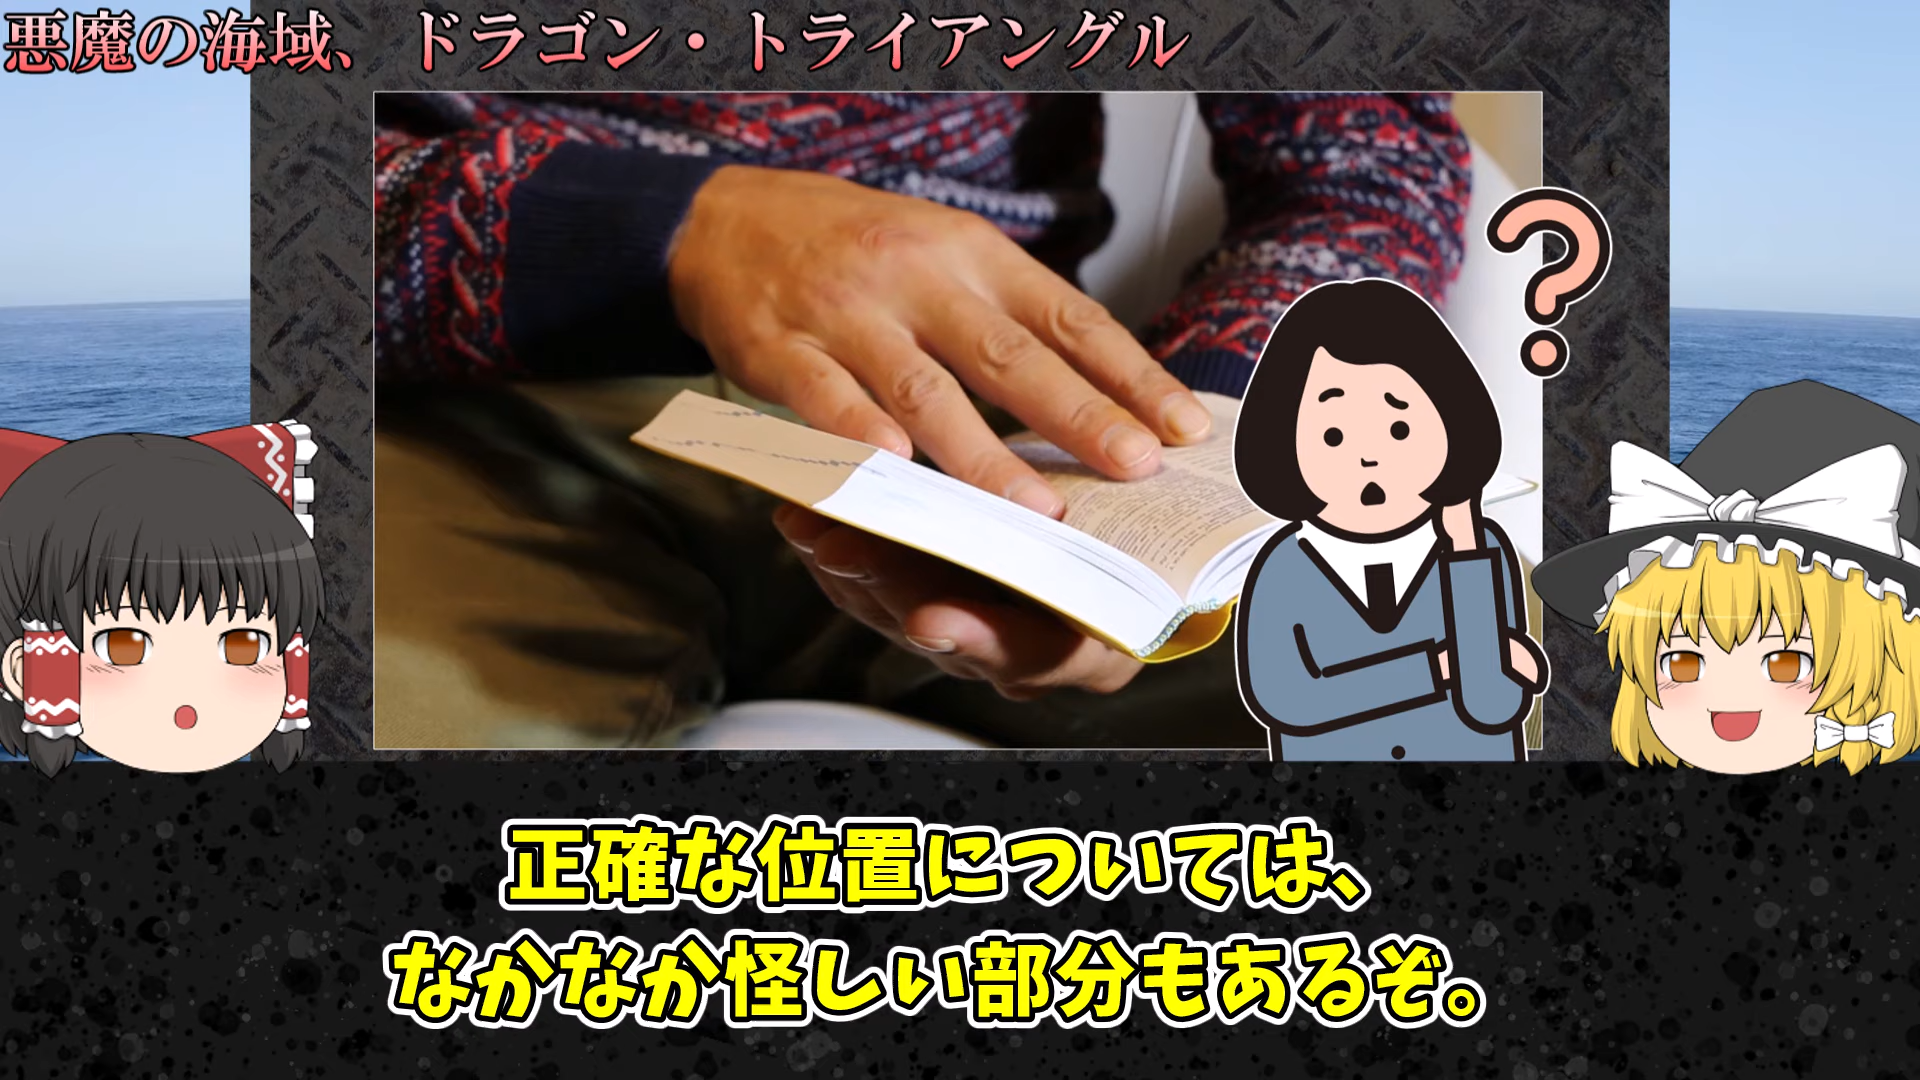 悪魔の海域、ドラゴン・トライアングル
正確な位置については、
なかなか怪しい部分もあるぞ。